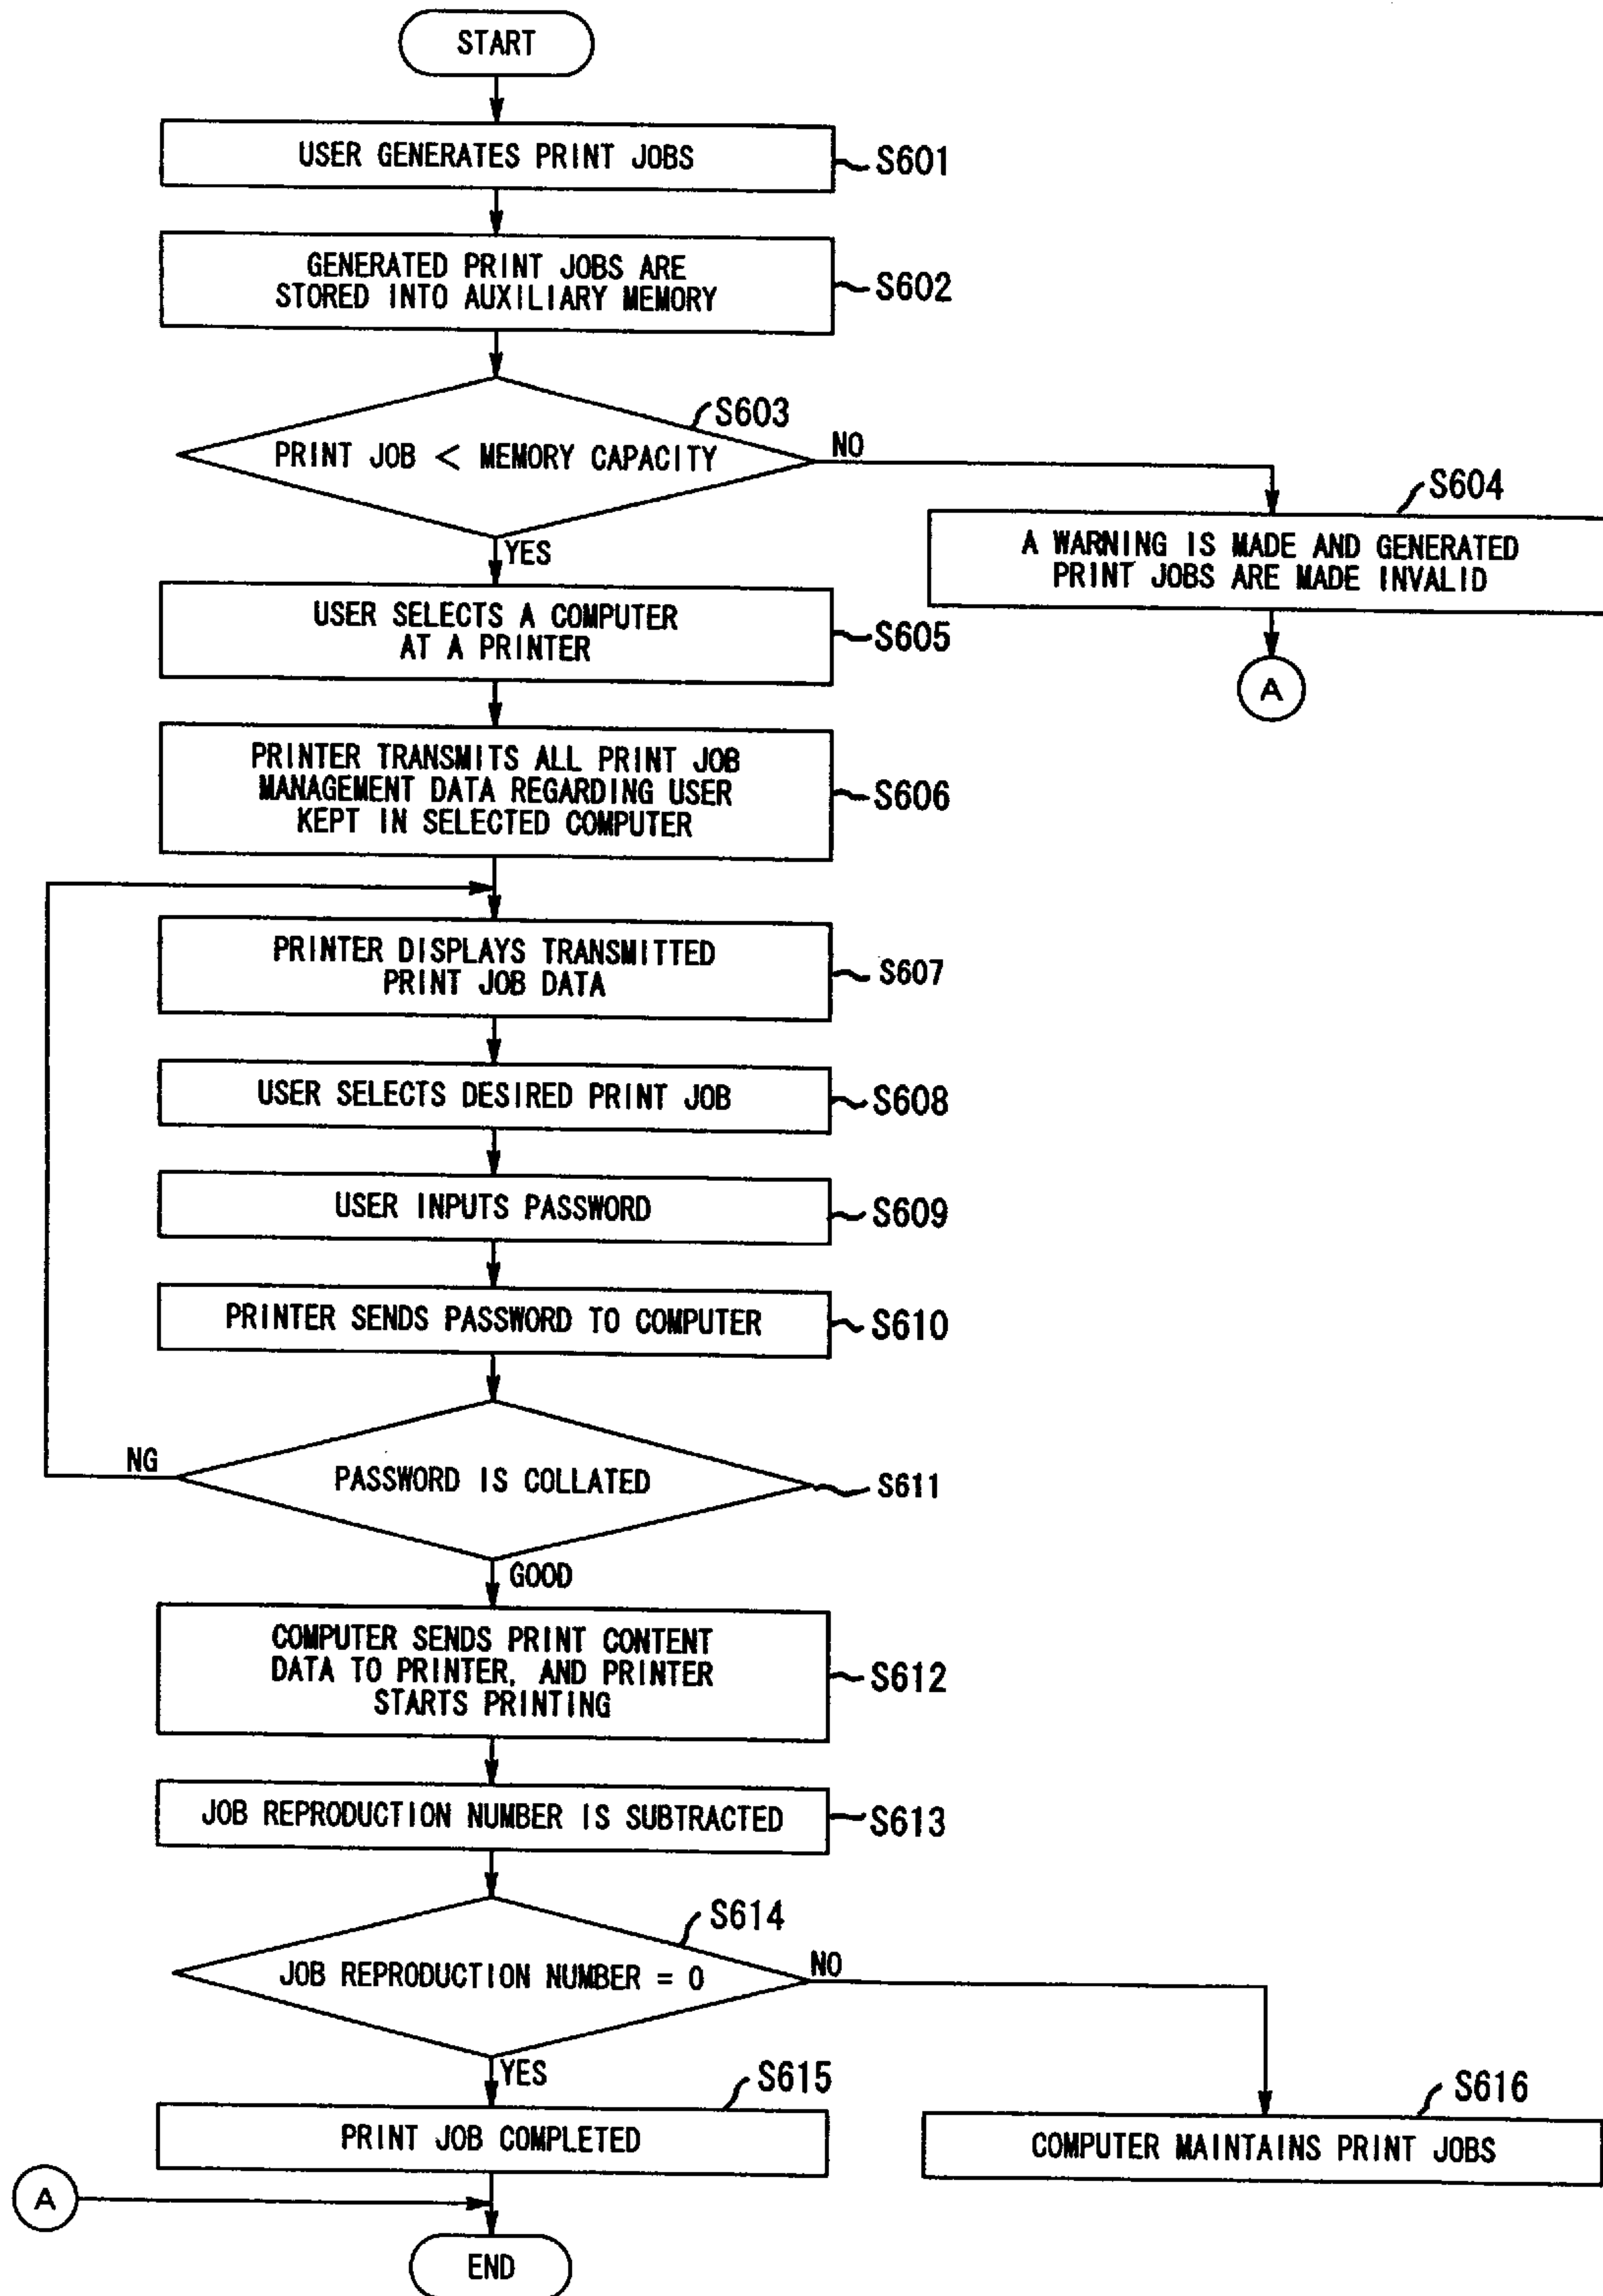 START
USER GENERATES PRINT JOBS
S601
GENERATED PRINT JOBS ARE
STORED INTO AUXILIARY MEMORY
S602
S603
PRINT JOB < MEMORY CAPACITY
NO
YES
S604
A WARNING IS MADE AND GENERATED
PRINT JOBS ARE MADE INVALID
A
USER SELECTS A COMPUTER
AT A PRINTER
S605
PRINTER TRANSMITS ALL PRINT JOB
MANAGEMENT DATA REGARDING USER
KEPT IN SELECTED COMPUTER
S606
PRINTER DISPLAYS TRANSMITTED
PRINT JOB DATA
S607
USER SELECTS DESIRED PRINT JOB
S608
USER INPUTS PASSWORD
S609
PRINTER SENDS PASSWORD TO COMPUTER
S610
NG
PASSWORD IS COLLATED
S611
GOOD
COMPUTER SENDS PRINT CONTENT
DATA TO PRINTER, AND PRINTER
STARTS PRINTING
S612
JOB REPRODUCTION NUMBER IS SUBTRACTED
S613
S614
JOB REPRODUCTION NUMBER = 0
NO
YES
S615
PRINT JOB COMPLETED
S616
COMPUTER MAINTAINS PRINT JOBS
A
END